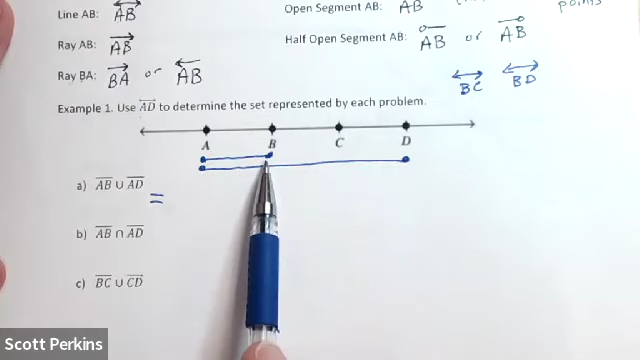 Line AB: AB
Open Segment AB: AB
points
Ray AB: AB
Half Open Segment AB: AB or AB
Ray BA: BA or AB
BC BD
Example 1. Use AD to determine the set represented by each problem.
A B C D
a) AB ∪ AD =
b) AB ∩ AD
c) BC ∪ CD
Scott Perkins